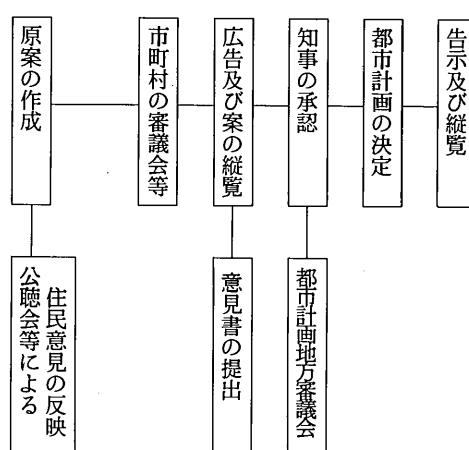 原案の作成
市町村の審議会等
広告及び案の縦覧
知事の承認
都市計画の決定
告示及び縦覧
公聴会等による
住民意見の反映
意見書の提出
都市計画地方審議会